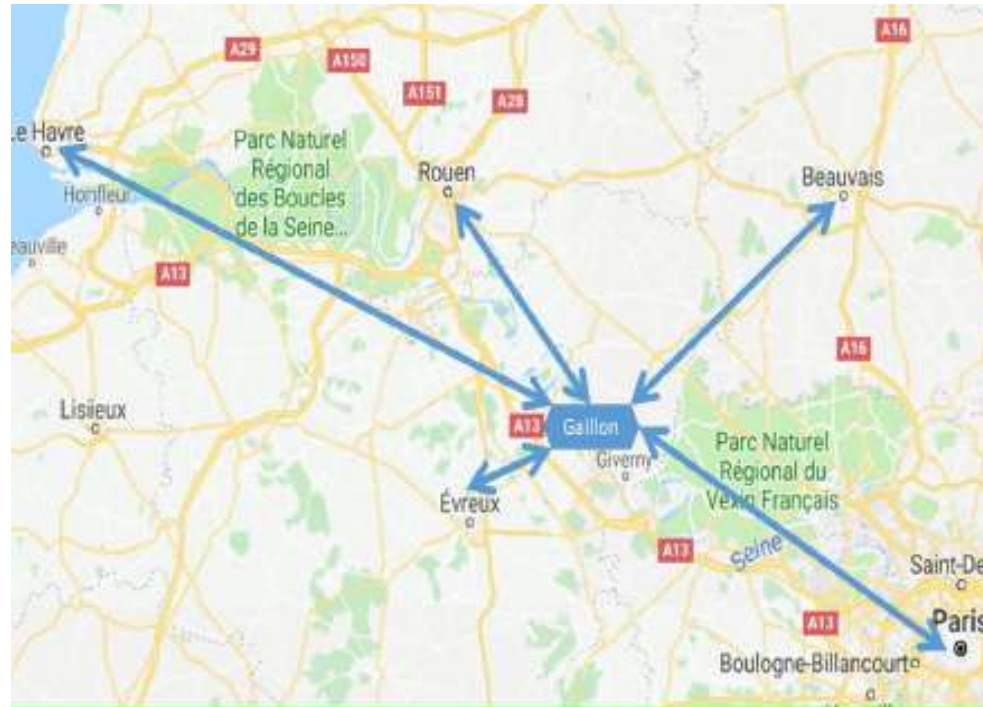 A16
A29
A150
A151
A28
e Havre
Parc Naturel
Régional
des Boucles
de la Seine...
Rouen
Beauvais
Honfleur
eauville
A13
A16
Lisieux
A13
Gaillon
Giverny
Parc Naturel
Régional du
Vexin Français
Évreux
A13
Seine
Saint-De
A13
Paris
Boulogne-Billancourt